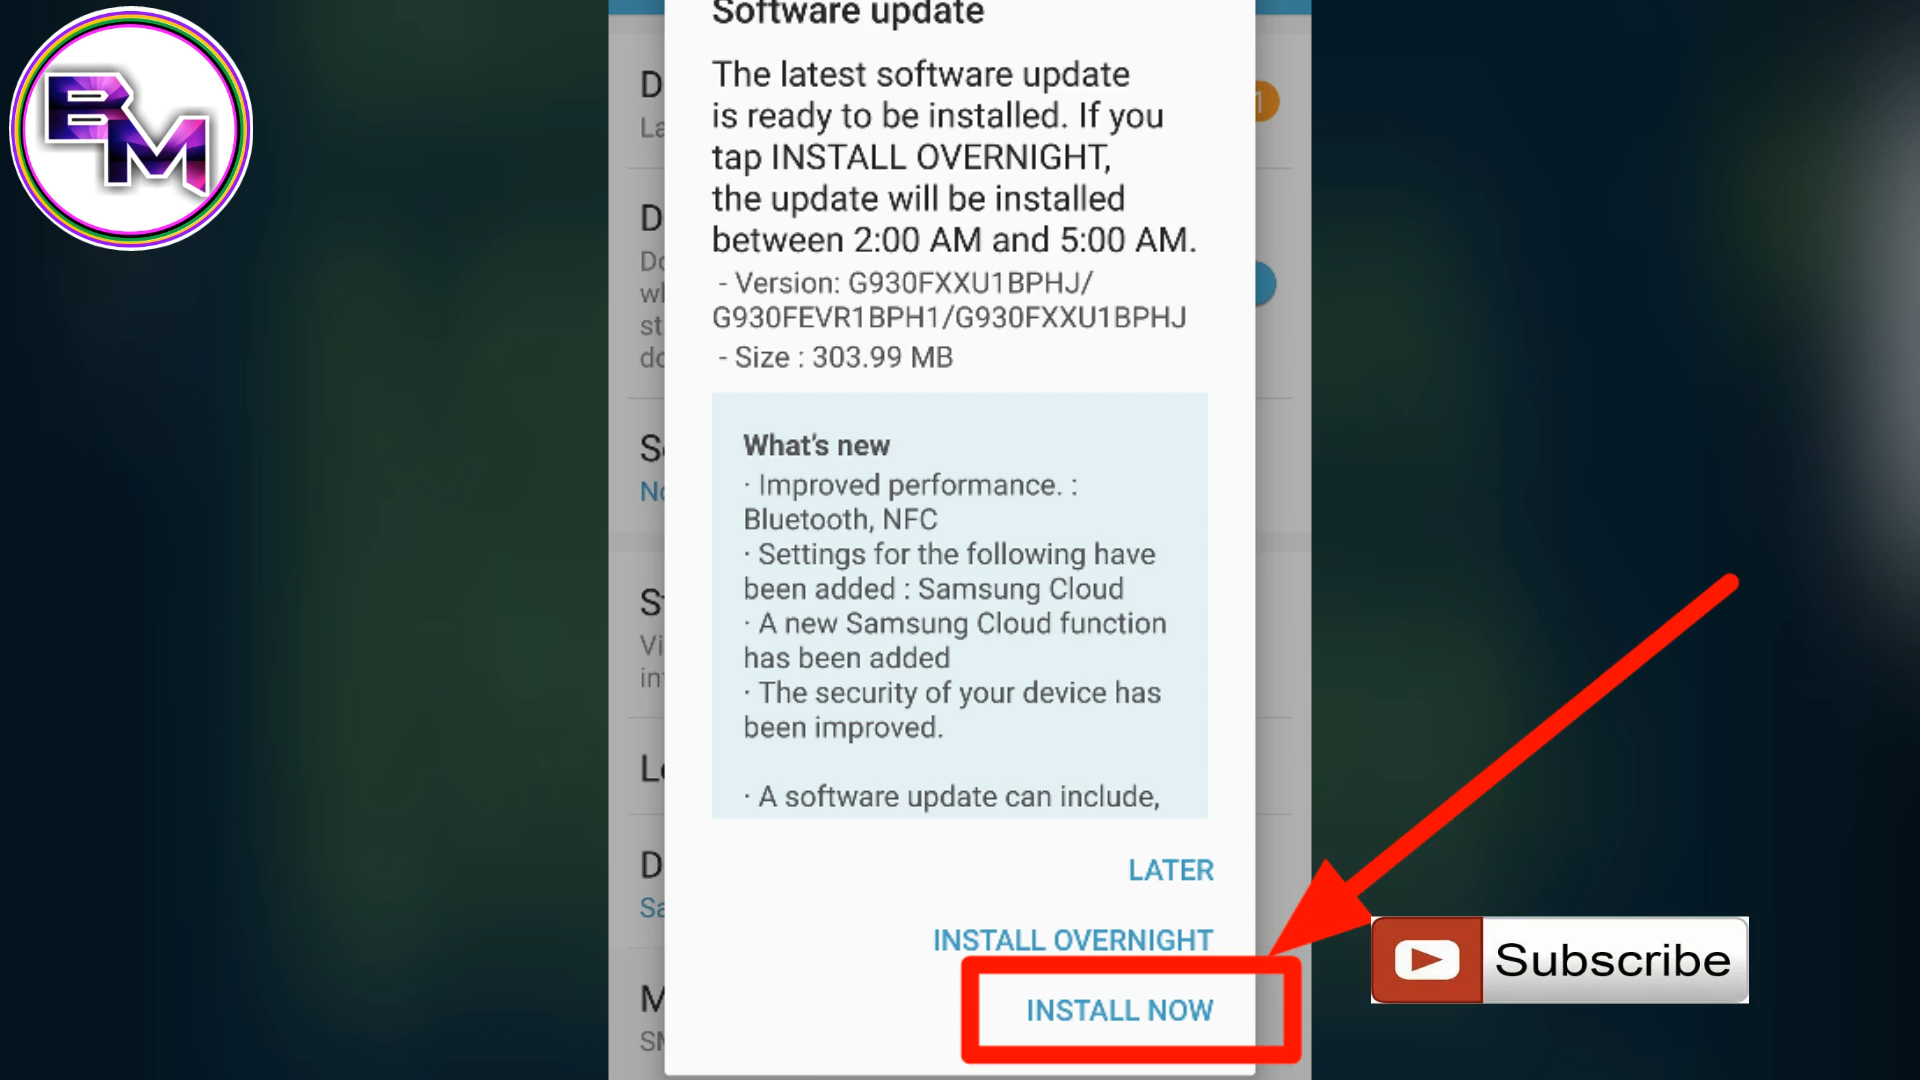 BM
Software update
The latest software update
is ready to be installed. If you
tap INSTALL OVERNIGHT,
the update will be installed
between 2:00 AM and 5:00 AM.
- Version: G930FXXU1BPHJ/
G930FEVR1BPH1/G930FXXU1BPHJ
- Size : 303.99 MB
What's new
· Improved performance. :
Bluetooth, NFC
· Settings for the following have
been added : Samsung Cloud
· A new Samsung Cloud function
has been added
· The security of your device has
been improved.
· A software update can include,
LATER
INSTALL OVERNIGHT
INSTALL NOW
Subscribe